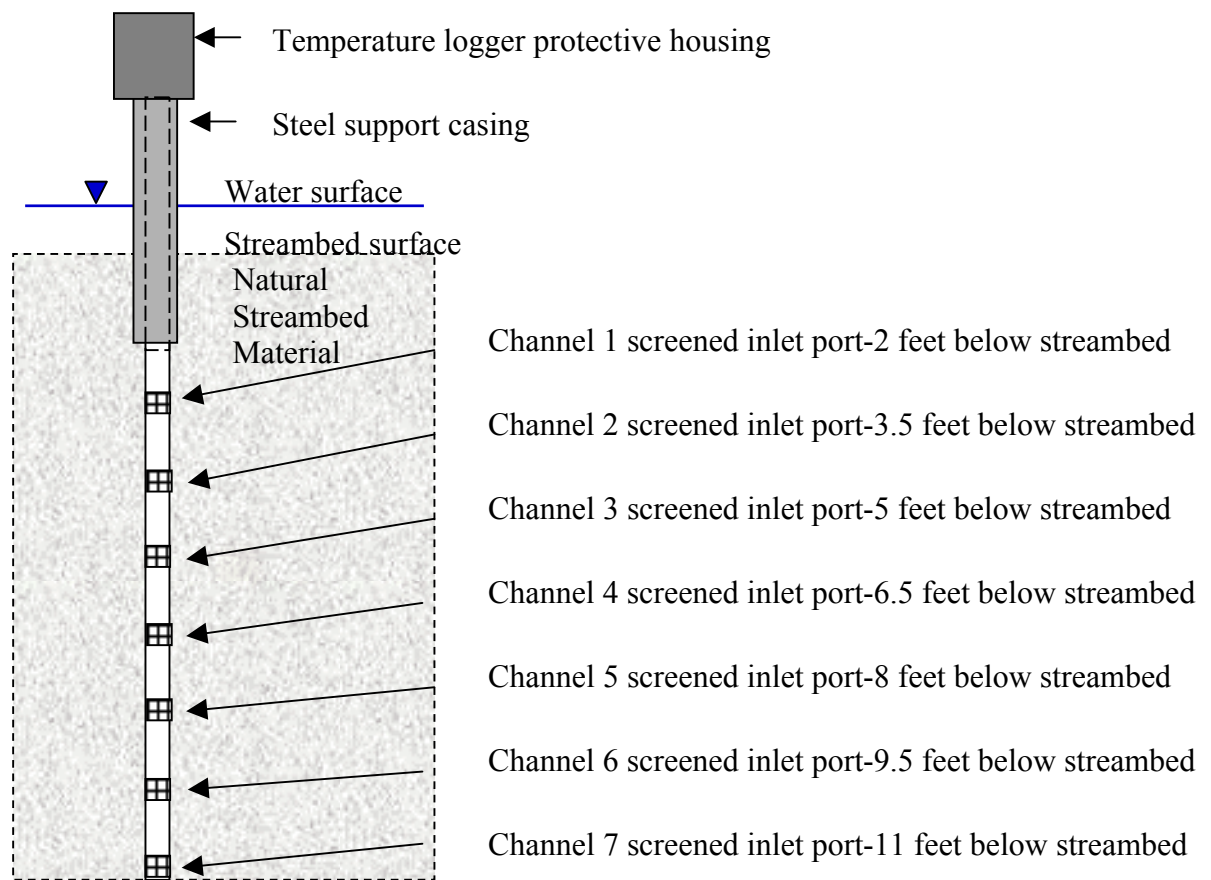 Temperature logger protective housing
Steel support casing
Water surface
Streambed surface
Natural
Streambed
Material
Channel 1 screened inlet port-2 feet below streambed
Channel 2 screened inlet port-3.5 feet below streambed
Channel 3 screened inlet port-5 feet below streambed
Channel 4 screened inlet port-6.5 feet below streambed
Channel 5 screened inlet port-8 feet below streambed
Channel 6 screened inlet port-9.5 feet below streambed
Channel 7 screened inlet port-11 feet below streambed